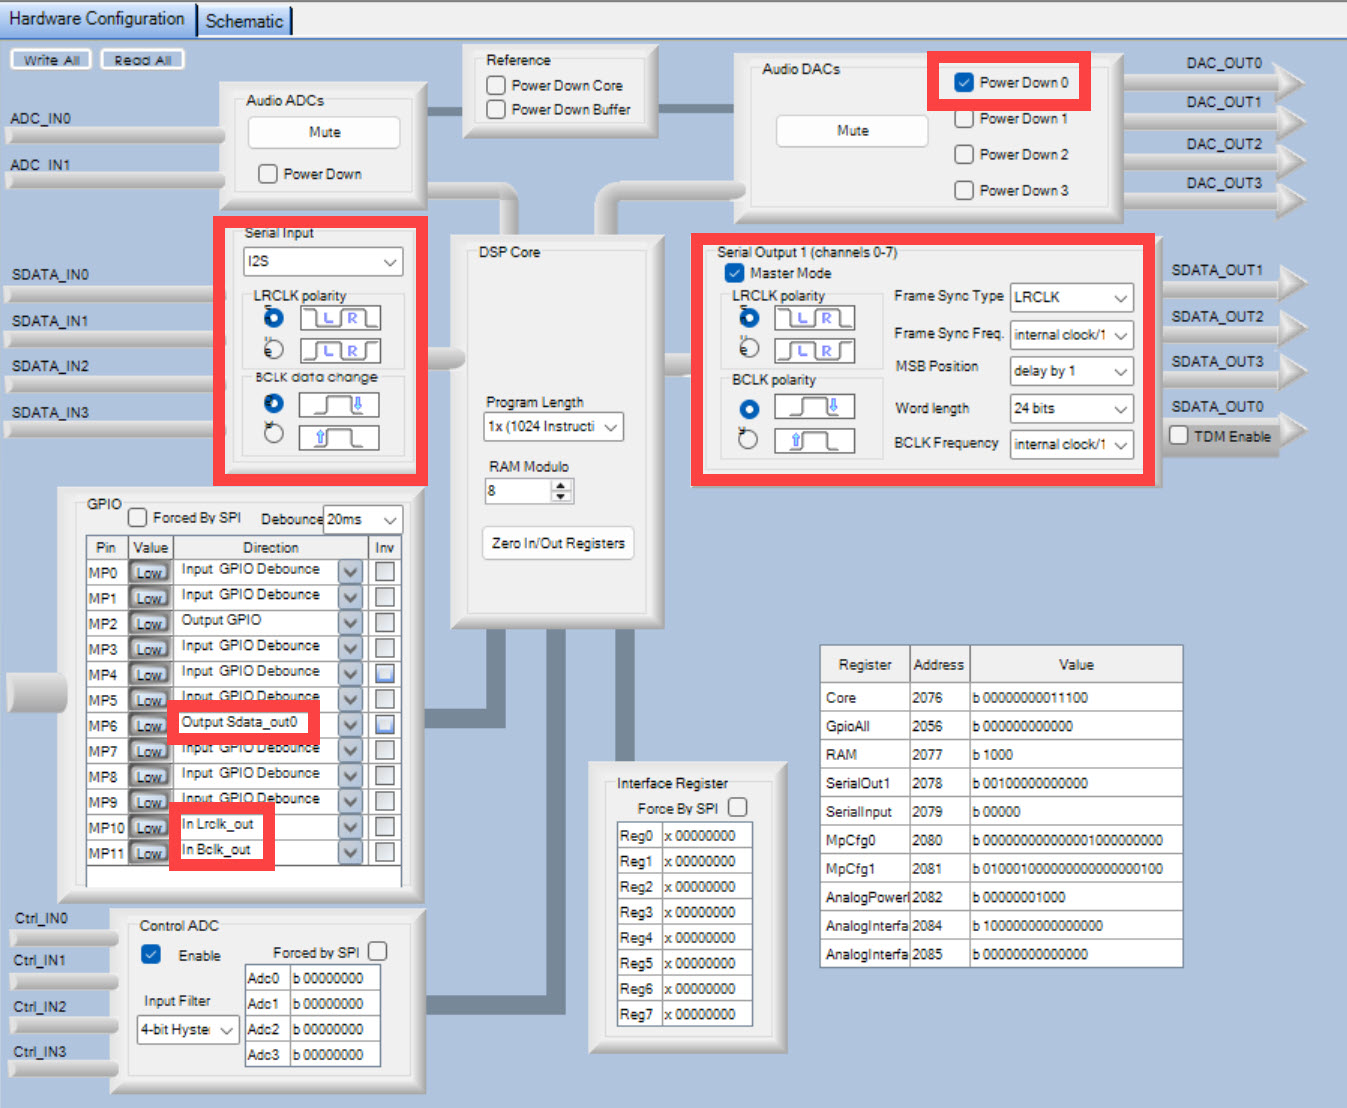 Hardware Configuration
Schematic
Write All
Read All
ADC_IN0
ADC_IN1
Audio ADCs
Mute
Power Down
Reference
Power Down Core
Power Down Buffer
Audio DACs
Mute
Power Down 0
Power Down 1
Power Down 2
Power Down 3
DAC_OUT0
DAC_OUT1
DAC_OUT2
DAC_OUT3
SDATA_IN0
SDATA_IN1
SDATA_IN2
SDATA_IN3
Serial Input
I2S
LRCLK polarity
L R
L R
BCLK data change
DSP Core
Program Length
1x (1024 Instructi
RAM Modulo
8
Zero In/Out Registers
Serial Output 1 (channels 0-7)
Master Mode
LRCLK polarity
L R
L R
BCLK polarity
Frame Sync Type LRCLK
Frame Sync Freq. internal clock/1
MSB Position delay by 1
Word length 24 bits
BCLK Frequency internal clock/1
SDATA_OUT1
SDATA_OUT2
SDATA_OUT3
SDATA_OUT0
TDM Enable
GPIO
Forced By SPI Debounce 20ms
Pin Value Direction Inv
MP0 Low Input GPIO Debounce
MP1 Low Input GPIO Debounce
MP2 Low Output GPIO
MP3 Low Input GPIO Debounce
MP4 Low Input GPIO Debounce
MP5 Low Input GPIO Debounce
MP6 Low Output Sdata_out0
MP7 Low Input GPIO Debounce
MP8 Low Input GPIO Debounce
MP9 Low Input GPIO Debounce
MP10 Low In Lrclk_out
MP11 Low In Bclk_out
Ctrl_IN0
Ctrl_IN1
Ctrl_IN2
Ctrl_IN3
Control ADC
Enable
Forced by SPI
Input Filter
4-bit Hyste
Adc0 b 00000000
Adc1 b 00000000
Adc2 b 00000000
Adc3 b 00000000
Interface Register
Force By SPI
Reg0 x 00000000
Reg1 x 00000000
Reg2 x 00000000
Reg3 x 00000000
Reg4 x 00000000
Reg5 x 00000000
Reg6 x 00000000
Reg7 x 00000000
Register Address Value
Core 2076 b 00000000011100
GpioAll 2056 b 000000000000
RAM 2077 b 1000
SerialOut1 2078 b 00100000000000
SerialInput 2079 b 00000
MpCfg0 2080 b 000000000000001000000000
MpCfg1 2081 b 010001000000000000000100
AnalogPowerI 2082 b 00000001000
AnalogInterfa 2084 b 1000000000000000
AnalogInterfa 2085 b 00000000000000